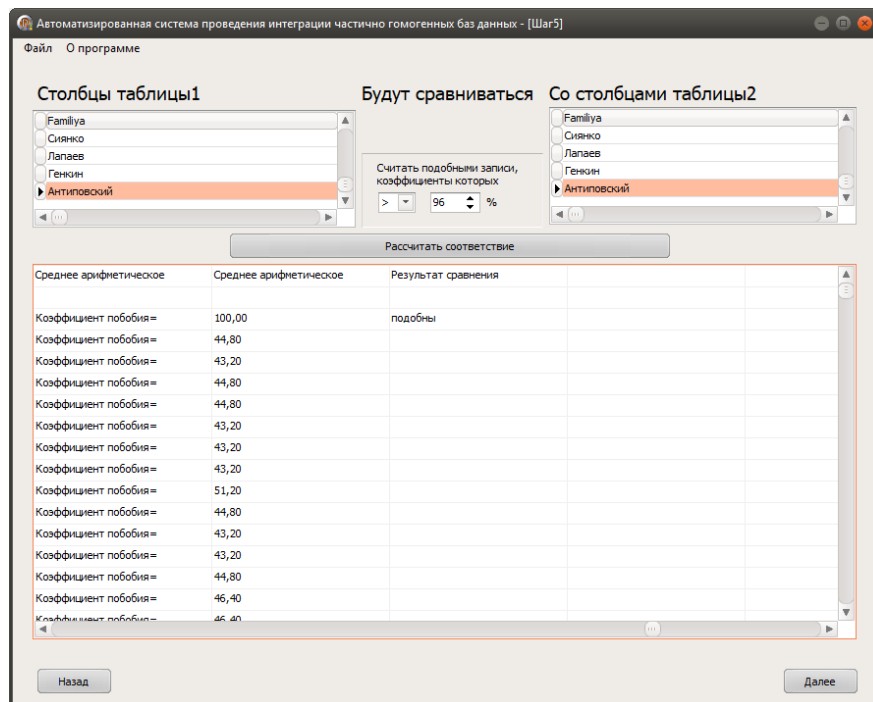 Автоматизированная система проведения интеграции частично гомогенных баз данных - [Шаг5]
Файл О программе
Столбцы таблицы1
Будут сравниваться
Со столбцами таблицы2
Familiya
Сиянко
Лапаев
Генкин
Антиповский
Считать подобными записи,
коэффициенты которых
> 96 %
Familiya
Сиянко
Лапаев
Генкин
Антиповский
Рассчитать соответствие
Среднее арифметическое Среднее арифметическое Результат сравнения
Коэффициент побобия= 100,00 подобны
Коэффициент побобия= 44,80
Коэффициент побобия= 43,20
Коэффициент побобия= 44,80
Коэффициент побобия= 44,80
Коэффициент побобия= 43,20
Коэффициент побобия= 43,20
Коэффициент побобия= 43,20
Коэффициент побобия= 51,20
Коэффициент побобия= 44,80
Коэффициент побобия= 43,20
Коэффициент побобия= 43,20
Коэффициент побобия= 44,80
Коэффициент побобия= 46,40
Коэффициент побобия= 46,40
Назад
Далее